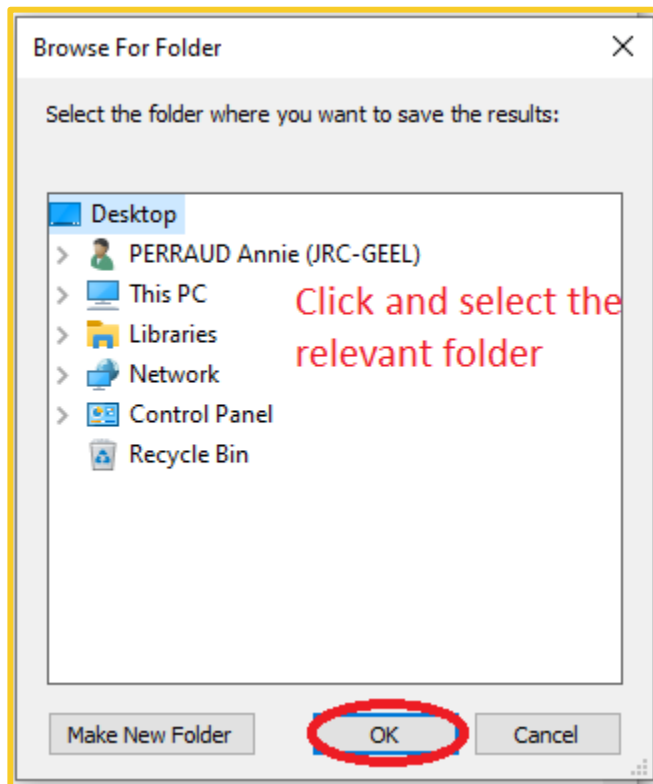 Browse For Folder
Select the folder where you want to save the results:
Desktop
PERRAUD Annie (JRC-GEEL)
This PC
Libraries
Network
Control Panel
Recycle Bin
Click and select the
relevant folder
Make New Folder
OK
Cancel